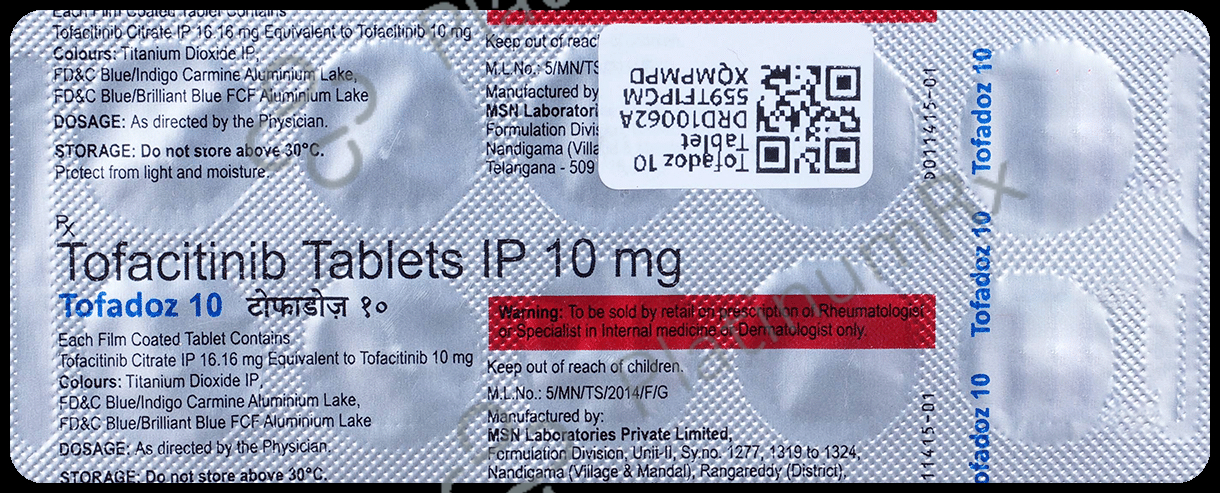 Each Film Coated Tablet Contains
Tofacitinib Citrate IP 16.16 mg Equivalent to Tofacitinib 10 mg
Colours: Titanium Dioxide IP,
FD&C Blue/Indigo Carmine Aluminium Lake,
FD&C Blue/Brilliant Blue FCF Aluminium Lake
DOSAGE: As directed by the Physician.
STORAGE: Do not store above 30°C.
Protect from light and moisture.
Keep out of reach
M.L.No.: 5/MN/TS
Manufactured by
MSN Laborator
Formulation Divis
Nandigama (Villa
Telangana - 509
Tofadoz 10
Tablet
DRD10062A
559TF1PCM
XQMPMPD
D011415-01
Rx
Tofacitinib Tablets IP 10 mg
Tofadoz 10 टोफाडोज़ १०
Each Film Coated Tablet Contains
Tofacitinib Citrate IP 16.16 mg Equivalent to Tofacitinib 10 mg
Colours: Titanium Dioxide IP,
FD&C Blue/Indigo Carmine Aluminium Lake,
FD&C Blue/Brilliant Blue FCF Aluminium Lake
DOSAGE: As directed by the Physician.
STORAGE: Do not store above 30°C.
Warning: To be sold by retail on prescription of Rheumatologist
or Specialist in Internal medicine or Dermatologist only.
Keep out of reach of children.
M.L.No.: 5/MN/TS/2014/F/G
Manufactured by:
MSN Laboratories Private Limited,
Formulation Division, Unit-II, Sy.no. 1277, 1319 to 1324,
Nandigama (Village & Mandal), Rangareddy (District),
11415-01
Tofadoz 10
Tofadoz 10
ofadoz 10
PlatinumRx